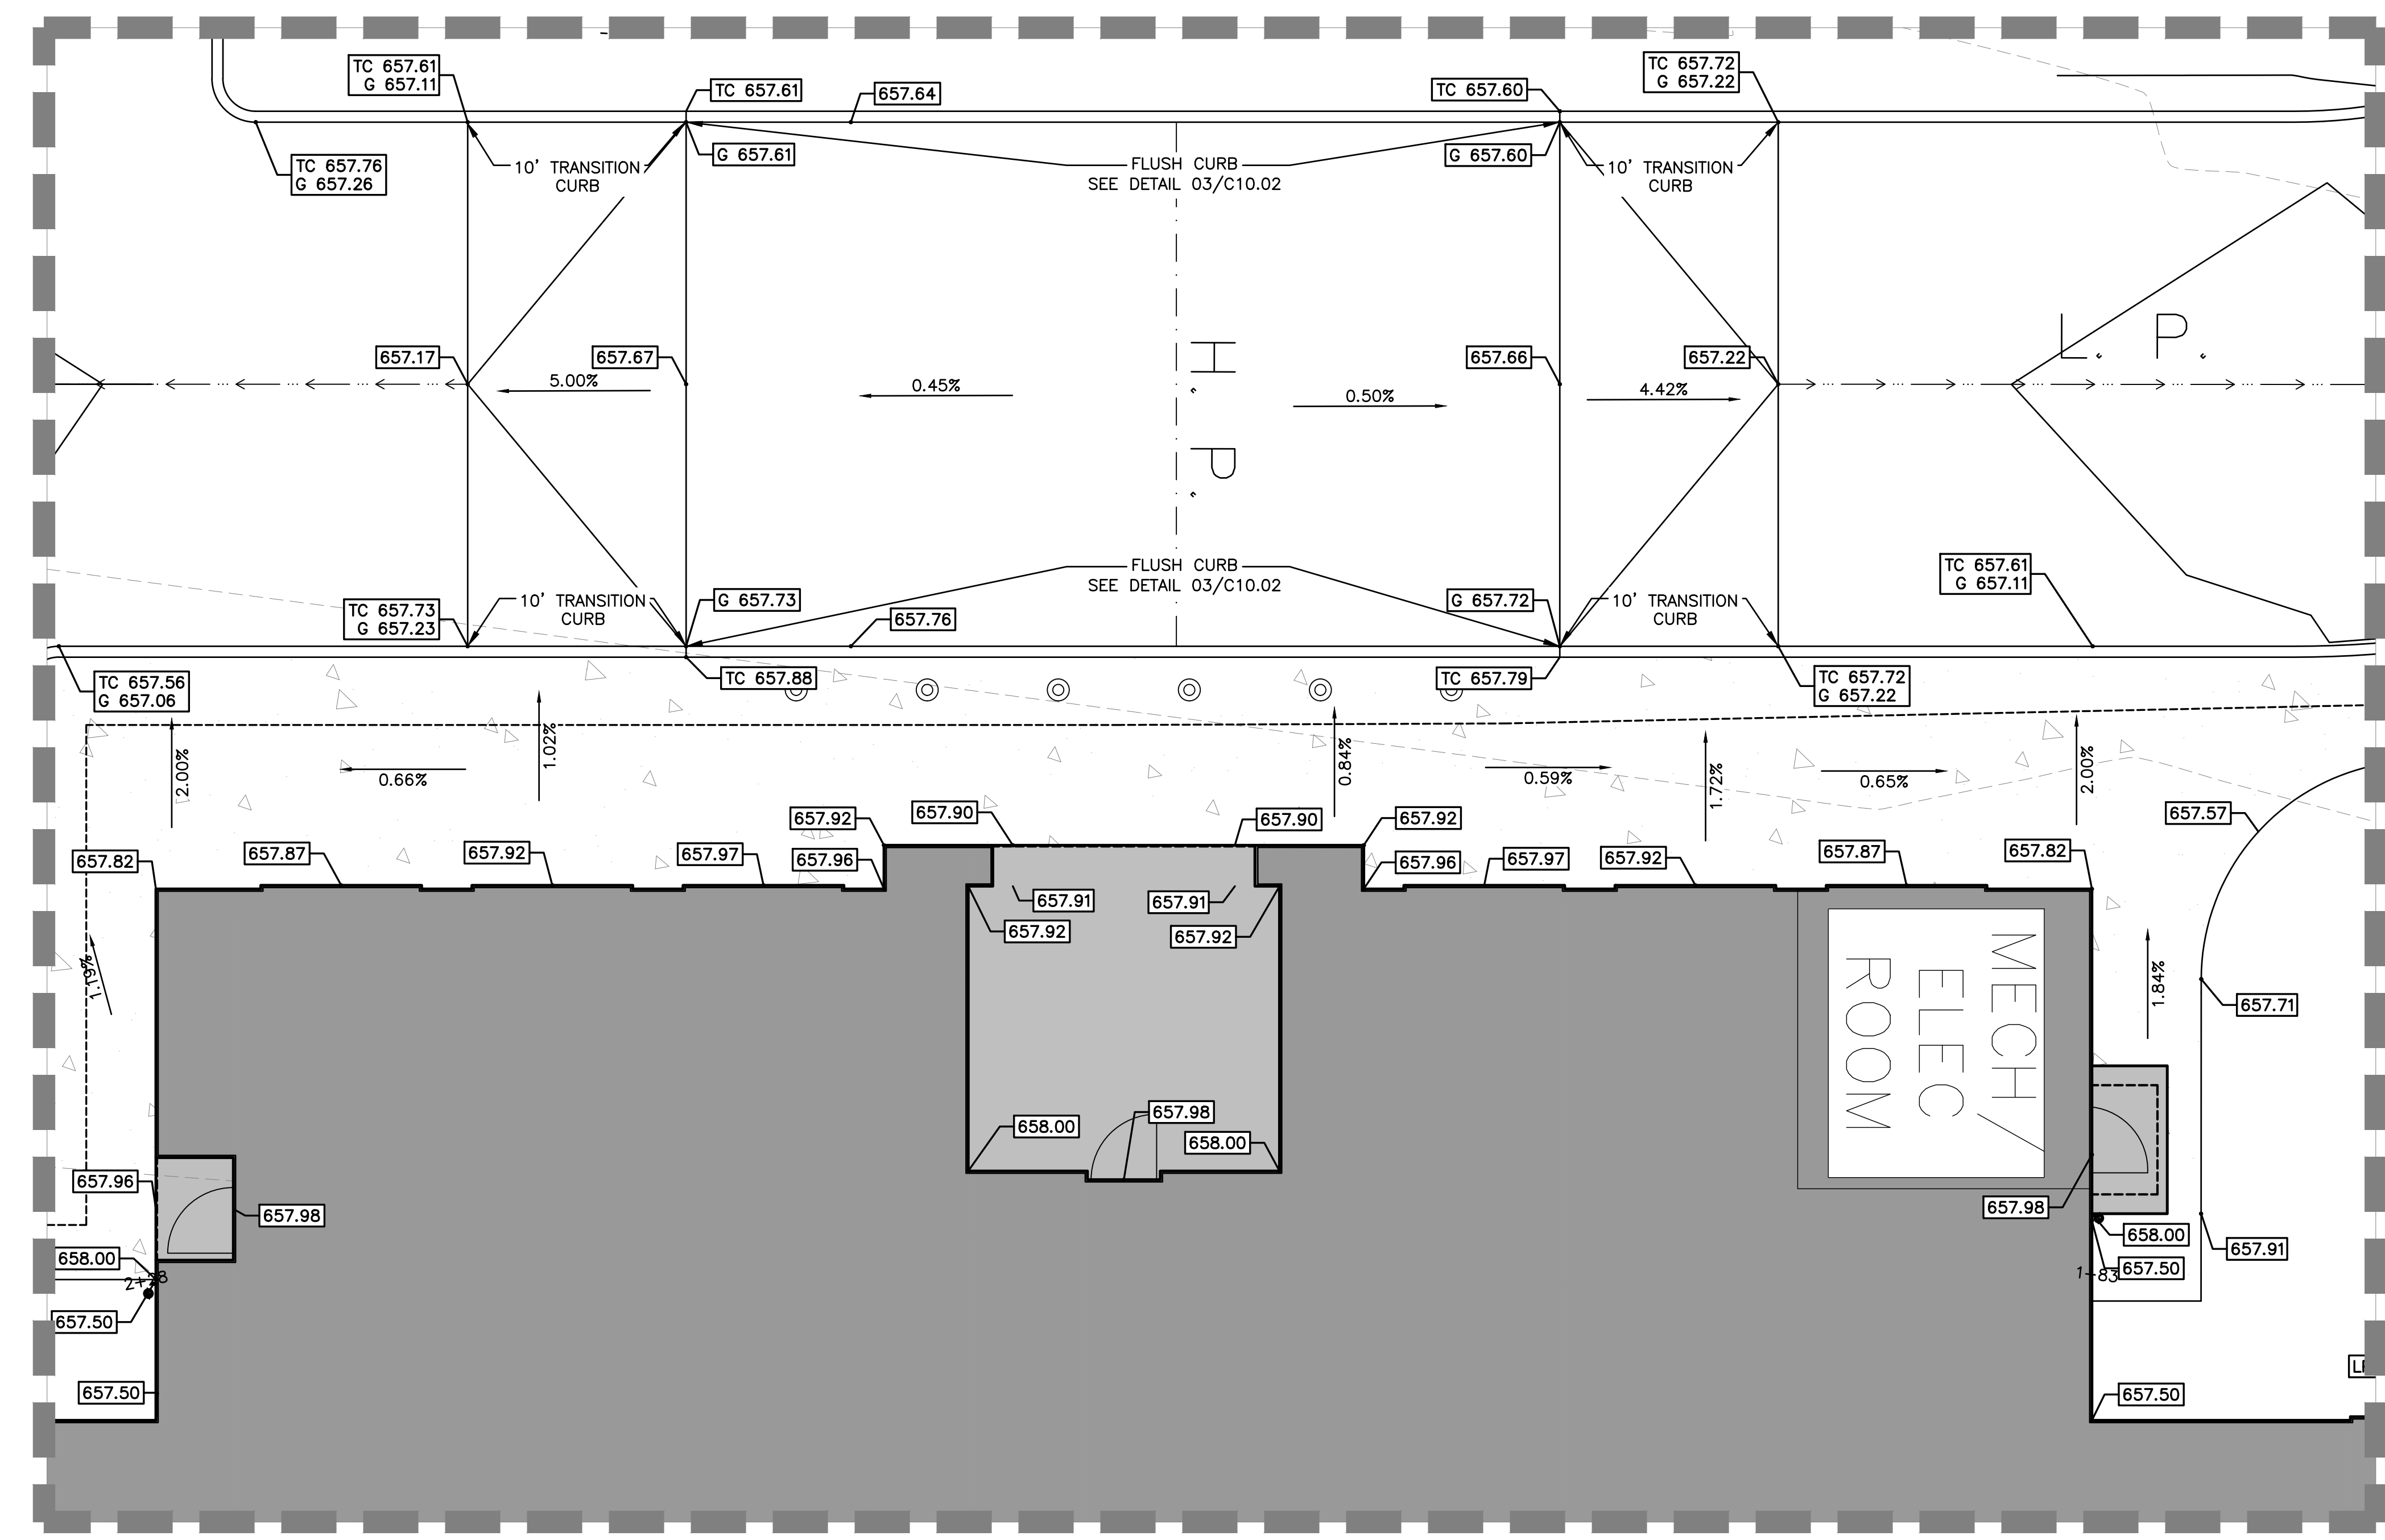 TC 657.61
G 657.11
TC 657.61
657.64
TC 657.60
TC 657.72
G 657.22
TC 657.76
G 657.26
10' TRANSITION
CURB
G 657.61
FLUSH CURB
SEE DETAIL 03/C10.02
G 657.60
10' TRANSITION
CURB
657.17
5.00%
657.67
0.45%
H.P.
0.50%
657.66
4.42%
657.22
L.P.
TC 657.73
G 657.23
10' TRANSITION
CURB
G 657.73
657.76
FLUSH CURB
SEE DETAIL 03/C10.02
G 657.72
10' TRANSITION
CURB
TC 657.61
G 657.11
TC 657.56
G 657.06
TC 657.88
TC 657.79
TC 657.72
G 657.22
2.00%
0.66%
1.02%
0.84%
0.59%
1.72%
0.65%
2.00%
657.57
657.82
657.87
657.92
657.97
657.92
657.96
657.90
657.90
657.92
657.96
657.97
657.92
657.87
657.82
657.91
657.92
657.91
657.92
1.19%
MECH/
ELEC
ROOM
1.84%
657.71
657.96
657.98
658.00
657.98
658.00
657.98
658.00
657.91
657.50
1+83
658.00
2+28
657.50
657.50
657.50